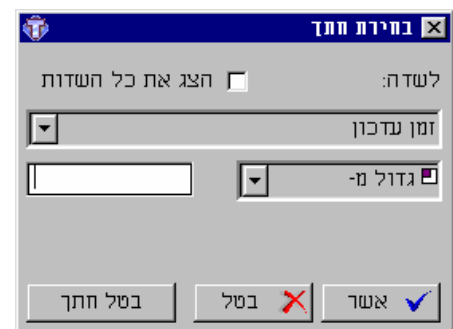 בחירת חתך
לשדה: הצג את כל השדות
זמן עדכון
גדול מ-
אשר בטל בטל חתך